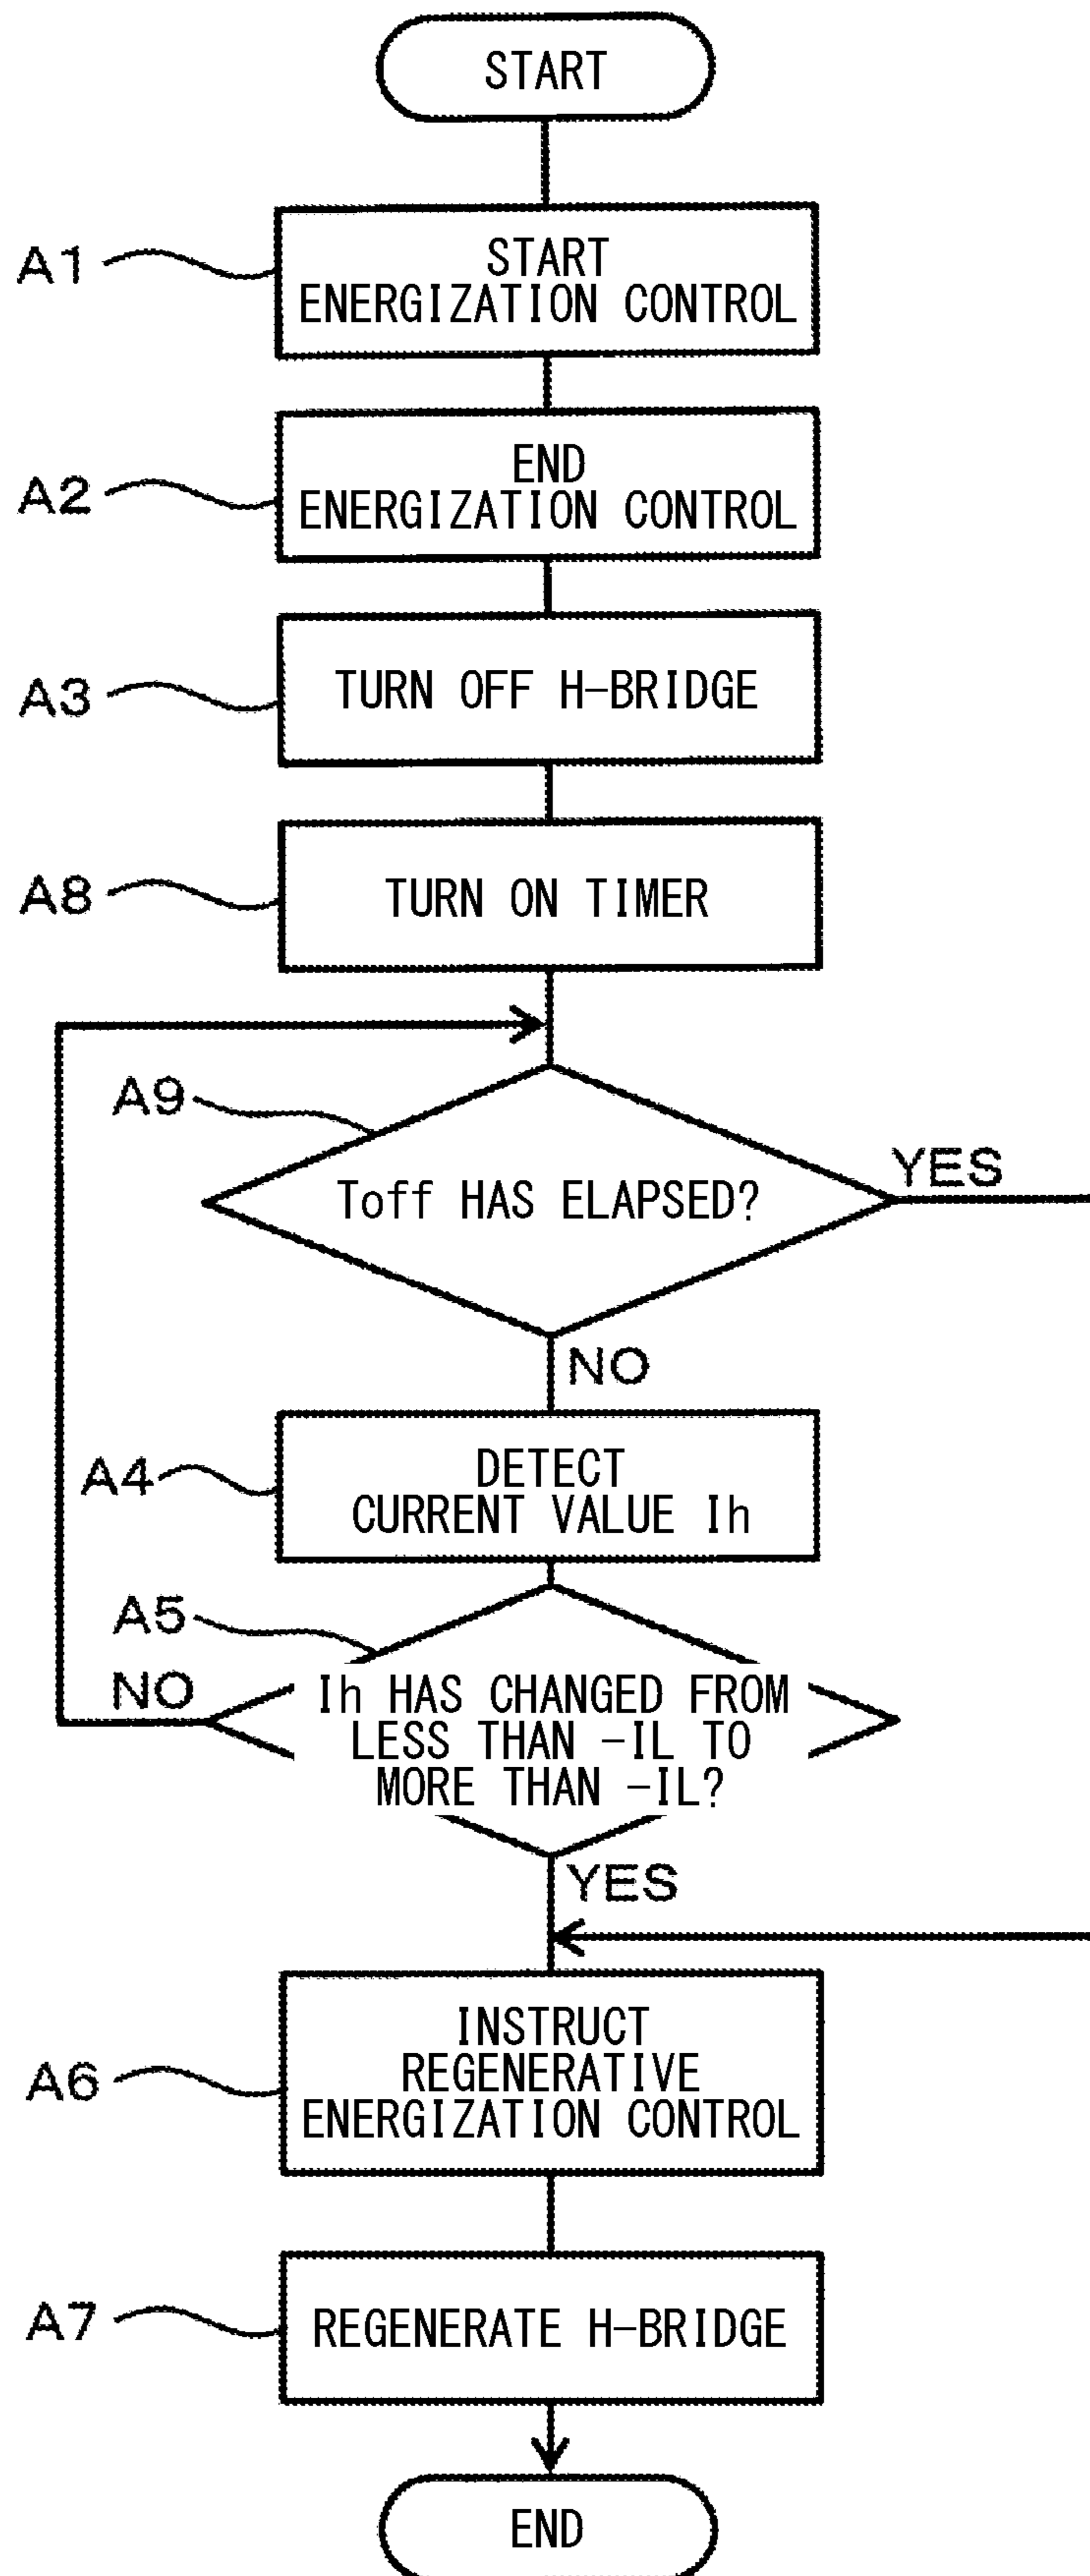 START
A1
START
ENERGIZATION CONTROL
A2
END
ENERGIZATION CONTROL
A3
TURN OFF H-BRIDGE
A8
TURN ON TIMER
A9
Toff HAS ELAPSED?
YES
NO
A4
DETECT
CURRENT VALUE Ih
A5
NO
Ih HAS CHANGED FROM
LESS THAN -IL TO
MORE THAN -IL?
YES
A6
INSTRUCT
REGENERATIVE
ENERGIZATION CONTROL
A7
REGENERATE H-BRIDGE
END